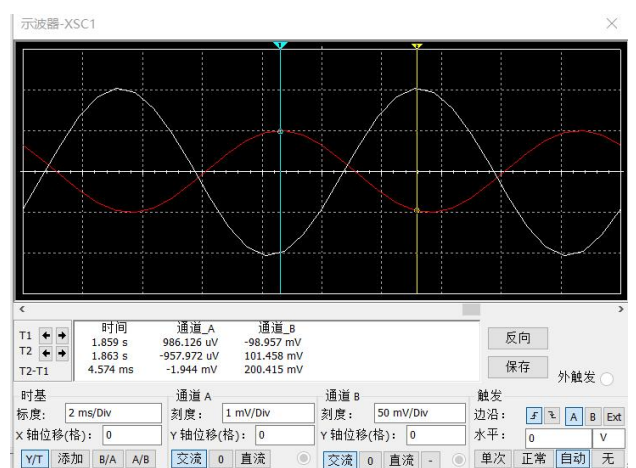 示波器-XSC1
1
2
时间 通道_A 通道_B
T1 1.859 s 986.126 uV -98.957 mV
T2 1.863 s -957.972 uV 101.458 mV
T2-T1 4.574 ms -1.944 mV 200.415 mV
反向
保存
外触发
时基 通道 A 通道 B 触发
标度: 2 ms/Div 刻度: 1 mV/Div 刻度: 50 mV/Div 边沿: A B Ext
X 轴位移(格): 0 Y 轴位移(格): 0 Y 轴位移(格): 0 水平: 0 V
Y/T 添加 B/A A/B 交流 0 直流 交流 0 直流 - 单次 正常 自动 无